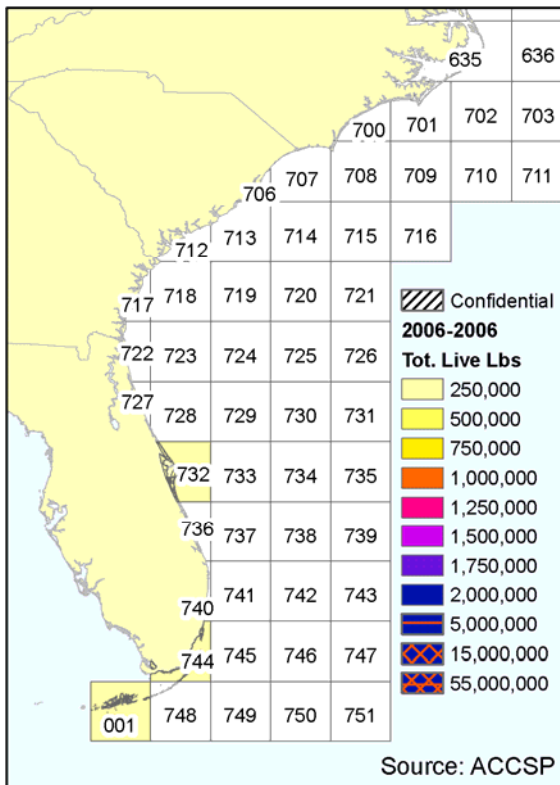 635 636
700 701 702 703
706 707 708 709 710 711
712 713 714 715 716
717 718 719 720 721
722 723 724 725 726
727 728 729 730 731
732 733 734 735
736 737 738 739
740 741 742 743
744 745 746 747
001 748 749 750 751
Confidential
2006-2006
Tot. Live Lbs
250,000
500,000
750,000
1,000,000
1,250,000
1,500,000
1,750,000
2,000,000
5,000,000
15,000,000
55,000,000
Source: ACCSP